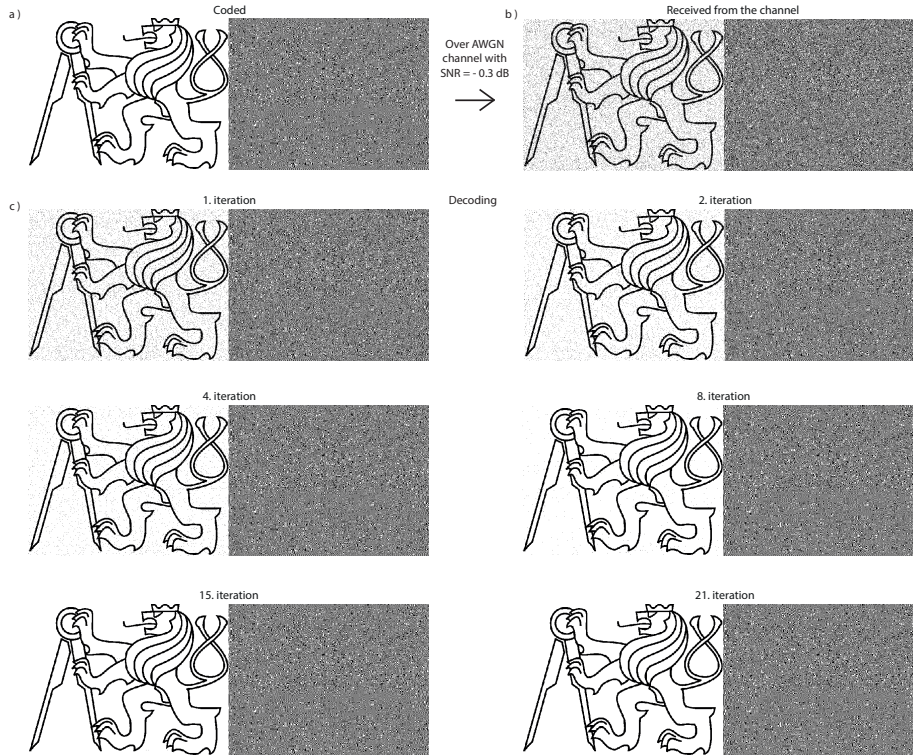 a )
Coded
Over AWGN
channel with
SNR = - 0.3 dB
b )
Received from the channel
c )
1. iteration
Decoding
2. iteration
4. iteration
8. iteration
15. iteration
21. iteration